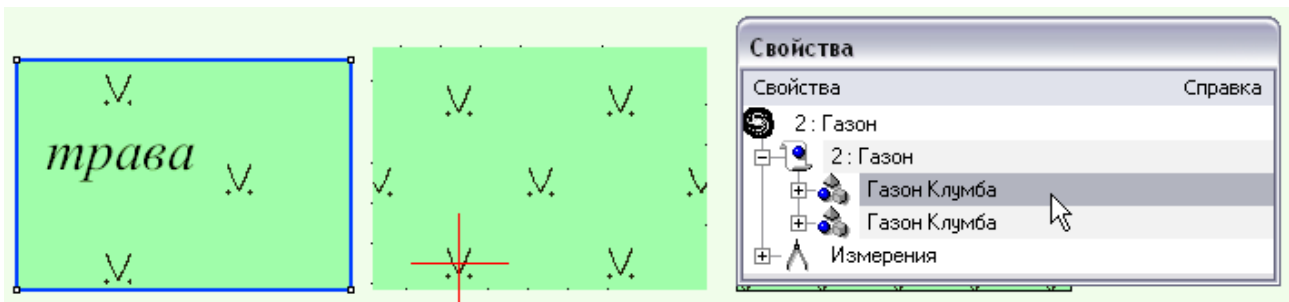 трава
Свойства
Свойства Справка
2 : Газон
2 : Газон
Газон Клумба
Газон Клумба
Измерения